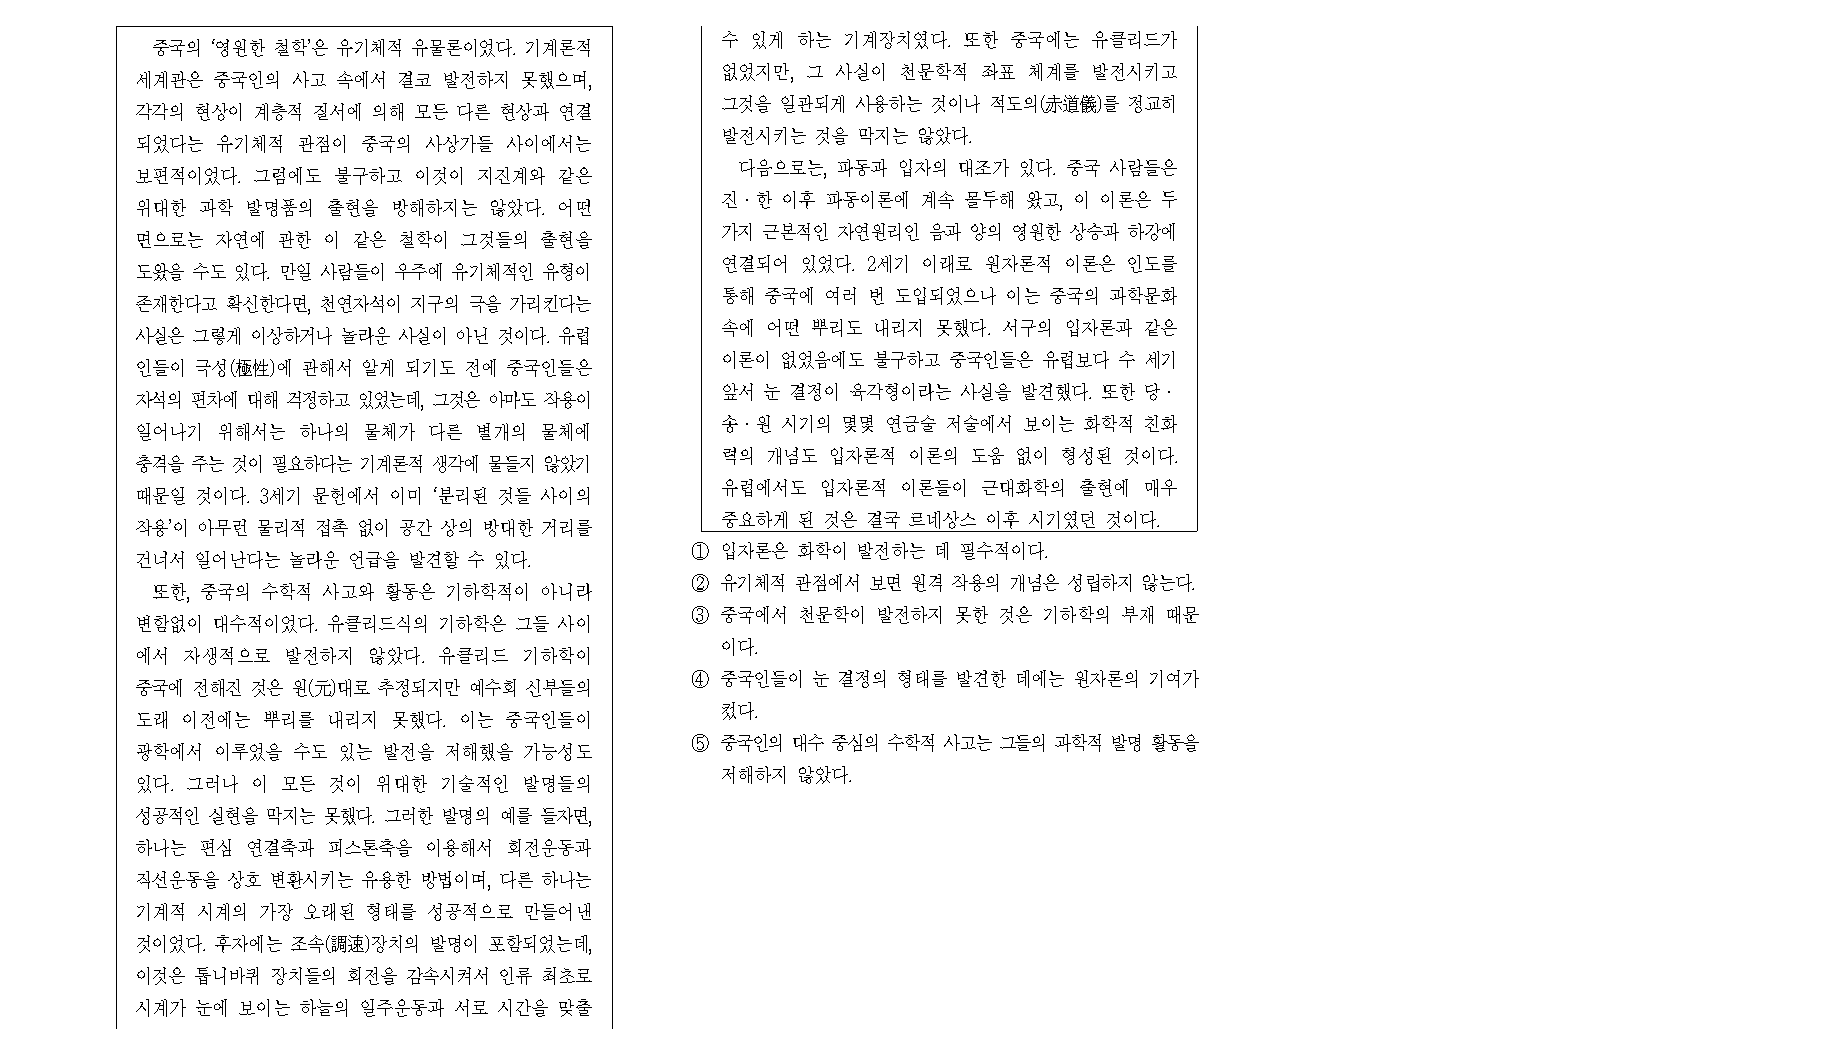 중국의 ‘영원한 철학’은 유기체적 유물론이었다. 기계론적
세계관은 중국인의 사고 속에서 결코 발전하지 못했으며,
각각의 현상이 계층적 질서에 의해 모든 다른 현상과 연결
되었다는 유기체적 관점이 중국의 사상가들 사이에서는
보편적이었다. 그럼에도 불구하고 이것이 지진계와 같은
위대한 과학 발명품의 출현을 방해하지는 않았다. 어떤
면으로는 자연에 관한 이 같은 철학이 그것들의 출현을
도왔을 수도 있다. 만일 사람들이 우주에 유기체적인 유형이
존재한다고 확신한다면, 천연자석이 지구의 극을 가리킨다는
사실은 그렇게 이상하거나 놀라운 사실이 아닌 것이다. 유럽
인들이 극성(極性)에 관해서 알게 되기도 전에 중국인들은
자석의 편차에 대해 걱정하고 있었는데, 그것은 아마도 작용이
일어나기 위해서는 하나의 물체가 다른 별개의 물체에
충격을 주는 것이 필요하다는 기계론적 생각에 물들지 않았기
때문일 것이다. 3세기 문헌에서 이미 ‘분리된 것들 사이의
작용’이 아무런 물리적 접촉 없이 공간 상의 방대한 거리를
건너서 일어난다는 놀라운 언급을 발견할 수 있다.
또한, 중국의 수학적 사고와 활동은 기하학적이 아니라
변함없이 대수적이었다. 유클리드식의 기하학은 그들 사이
에서 자생적으로 발전하지 않았다. 유클리드 기하학이
중국에 전해진 것은 원(元)대로 추정되지만 예수회 신부들의
도래 이전에는 뿌리를 내리지 못했다. 이는 중국인들이
광학에서 이루었을 수도 있는 발전을 저해했을 가능성도
있다. 그러나 이 모든 것이 위대한 기술적인 발명들의
성공적인 실현을 막지는 못했다. 그러한 발명의 예를 들자면,
하나는 편심 연결축과 피스톤축을 이용해서 회전운동과
직선운동을 상호 변환시키는 유용한 방법이며, 다른 하나는
기계적 시계의 가장 오래된 형태를 성공적으로 만들어낸
것이었다. 후자에는 조속(調速)장치의 발명이 포함되었는데,
이것은 톱니바퀴 장치들의 회전을 감속시켜서 인류 최초로
시계가 눈에 보이는 하늘의 일주운동과 서로 시간을 맞출
수 있게 하는 기계장치였다. 또한 중국에는 유클리드가
없었지만, 그 사실이 천문학적 좌표 체계를 발전시키고
그것을 일관되게 사용하는 것이나 적도의(赤道儀)를 정교히
발전시키는 것을 막지는 않았다.
다음으로는, 파동과 입자의 대조가 있다. 중국 사람들은
진ㆍ한 이후 파동이론에 계속 몰두해 왔고, 이 이론은 두
가지 근본적인 자연원리인 음과 양의 영원한 상승과 하강에
연결되어 있었다. 2세기 이래로 원자론적 이론은 인도를
통해 중국에 여러 번 도입되었으나 이는 중국의 과학문화
속에 어떤 뿌리도 내리지 못했다. 서구의 입자론과 같은
이론이 없었음에도 불구하고 중국인들은 유럽보다 수 세기
앞서 눈 결정이 육각형이라는 사실을 발견했다. 또한 당ㆍ
송ㆍ원 시기의 몇몇 연금술 저술에서 보이는 화학적 친화
력의 개념도 입자론적 이론의 도움 없이 형성된 것이다.
유럽에서도 입자론적 이론들이 근대화학의 출현에 매우
중요하게 된 것은 결국 르네상스 이후 시기였던 것이다.
① 입자론은 화학이 발전하는 데 필수적이다.
② 유기체적 관점에서 보면 원격 작용의 개념은 성립하지 않는다.
③ 중국에서 천문학이 발전하지 못한 것은 기하학의 부재 때문
이다.
④ 중국인들이 눈 결정의 형태를 발견한 데에는 원자론의 기여가
컸다.
⑤ 중국인의 대수 중심의 수학적 사고는 그들의 과학적 발명 활동을
저해하지 않았다.